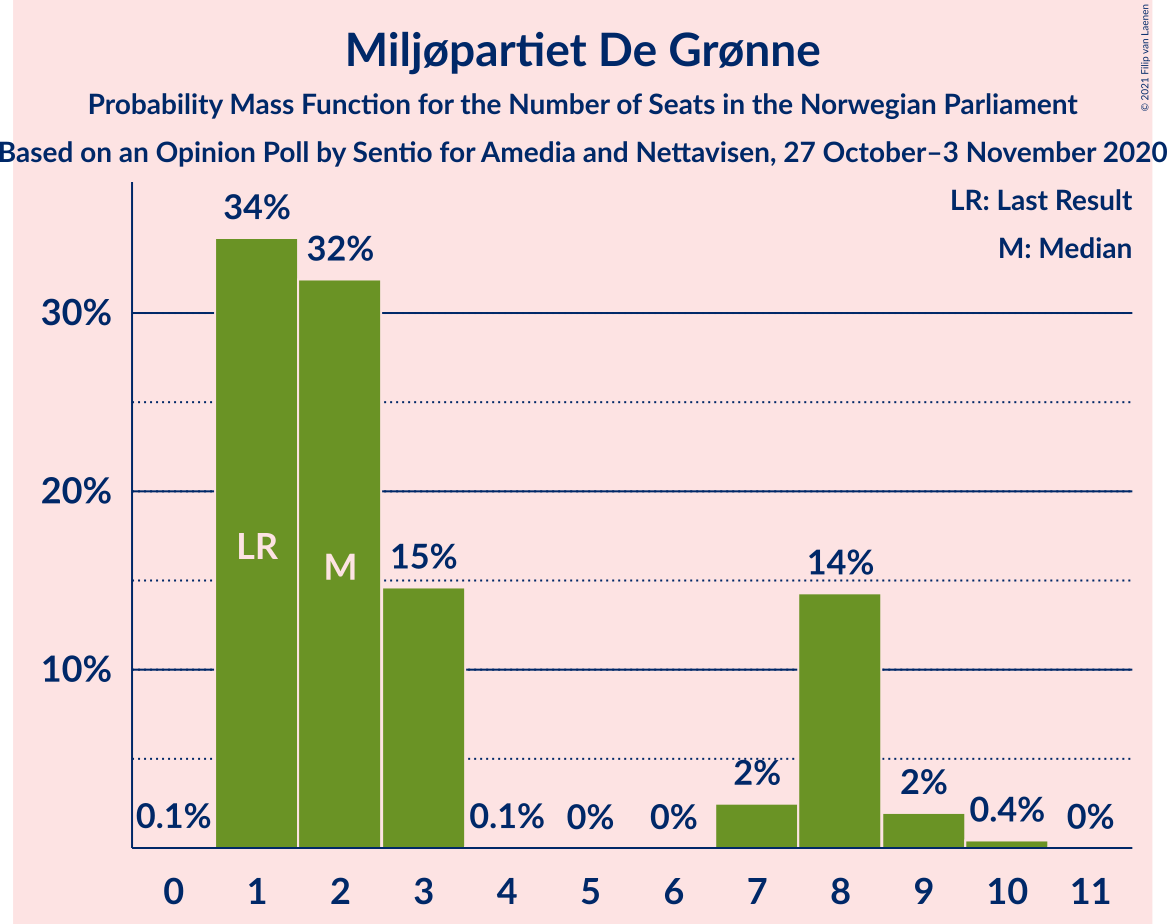 Miljøpartiet De Grønne
Probability Mass Function for the Number of Seats in the Norwegian Parliament
Based on an Opinion Poll by Sentio for Amedia and Nettavisen, 27 October–3 November 2020
© 2021 Filip van Laenen
LR: Last Result
M: Median
34%
32%
30%
20%
LR
M
15%
14%
10%
2%
2%
0.1%
0.1%
0%
0%
0.4%
0%
0 1 2 3 4 5 6 7 8 9 10 11